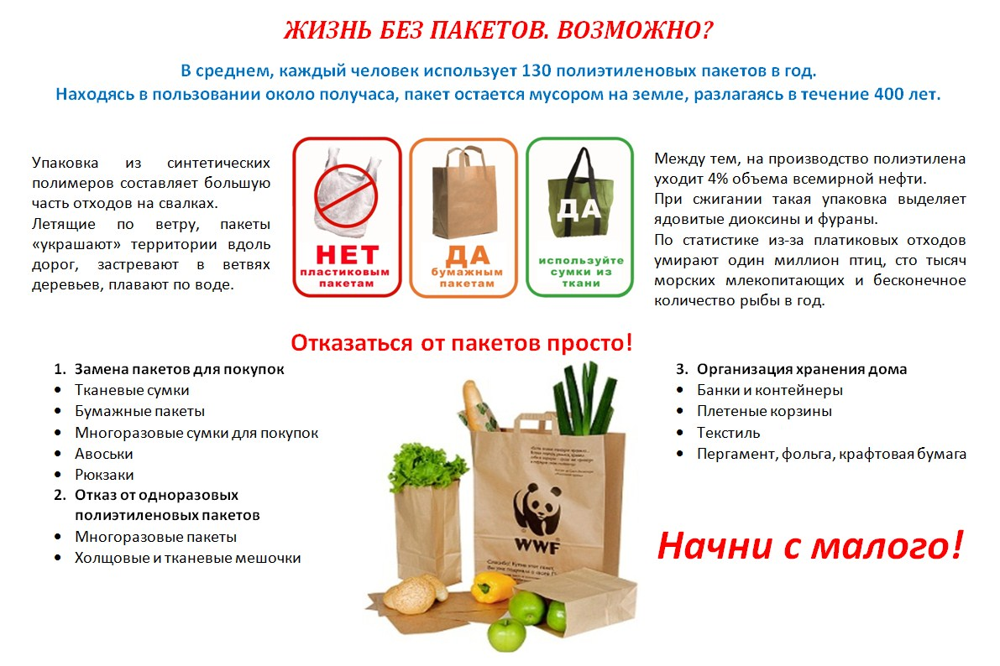 ЖИЗНЬ БЕЗ ПАКЕТОВ. ВОЗМОЖНО?
В среднем, каждый человек использует 130 полиэтиленовых пакетов в год.
Находясь в пользовании около получаса, пакет остается мусором на земле, разлагаясь в течение 400 лет.
Упаковка из синтетических
полимеров составляет большую
часть отходов на свалках.
Летящие по ветру, пакеты
«украшают» территории вдоль
дорог, застревают в ветвях
деревьев, плавают по воде.
НЕТ
пластиковым
пакетам
ДА
бумажным
пакетам
ДА
используйте
сумки из
ткани
Между тем, на производство полиэтилена
уходит 4% объема всемирной нефти.
При сжигании такая упаковка выделяет
ядовитые диоксины и фураны.
По статистике из-за платиковых отходов
умирают один миллион птиц, сто тысяч
морских млекопитающих и бесконечное
количество рыбы в год.
Отказаться от пакетов просто!
1. Замена пакетов для покупок
• Тканевые сумки
• Бумажные пакеты
• Многоразовые сумки для покупок
• Авоськи
• Рюкзаки
2. Отказ от одноразовых
полиэтиленовых пакетов
• Многоразовые пакеты
• Холщовые и тканевые мешочки
WWF
Спасибо! Купив этот пакет,
3. Организация хранения дома
• Банки и контейнеры
• Плетеные корзины
• Текстиль
• Пергамент, фольга, крафтовая бумага
Начни с малого!